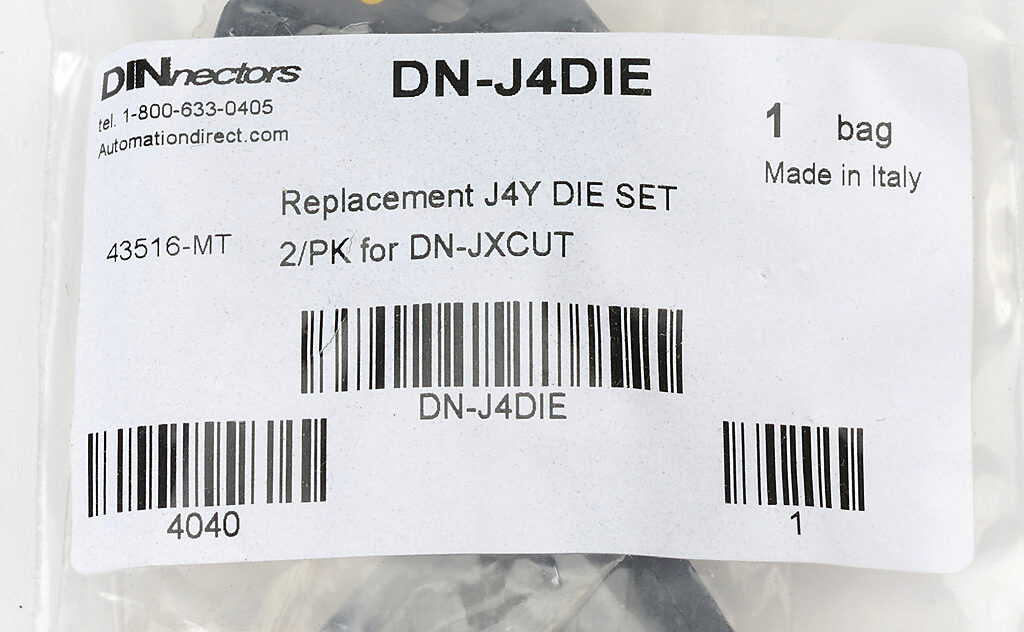 DINnectors
tel. 1-800-633-0405
Automationdirect.com
DN-J4DIE
1 bag
Made in Italy
Replacement J4Y DIE SET
43516-MT
2/PK for DN-JXCUT
DN-J4DIE
4040
1